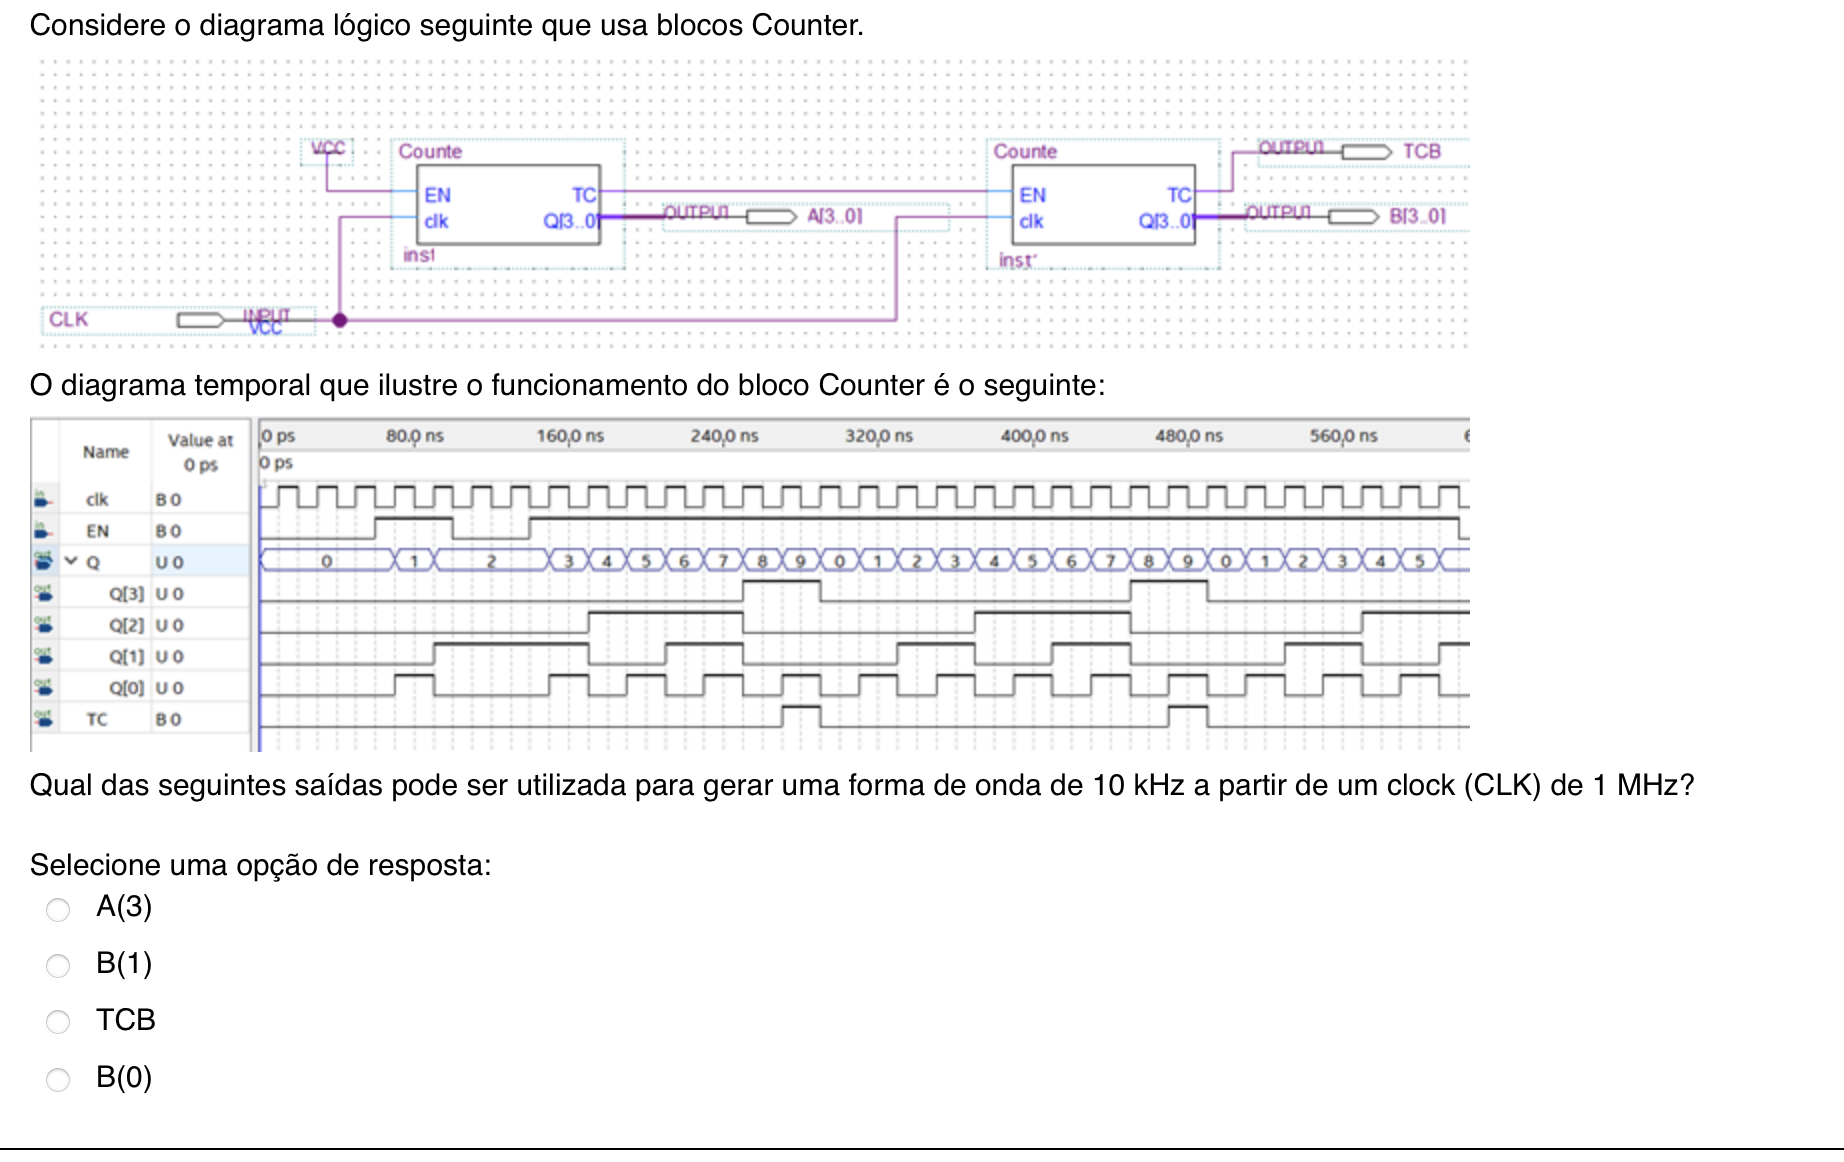 Considere o diagrama lógico seguinte que usa blocos Counter.
VCC
Counte
EN TC
clk Q[3..0]
inst
OUTPUT A[3..0]
Counte
EN TC
clk Q[3..0]
inst'
OUTPUT TCB
OUTPUT B[3..0]
CLK INPUT
VCC
O diagrama temporal que ilustre o funcionamento do bloco Counter é o seguinte:
Name Value at 0 ps 0 ps 80.0 ns 160,0 ns 240,0 ns 320,0 ns 400,0 ns 480,0 ns 560,0 ns
0 ps
clk B 0
EN B 0
Q U 0 0 1 2 3 4 5 6 7 8 9 0 1 2 3 4 5 6 7 8 9 0 1 2 3 4 5
Q[3] U 0
Q[2] U 0
Q[1] U 0
Q[0] U 0
TC B 0
Qual das seguintes saídas pode ser utilizada para gerar uma forma de onda de 10 kHz a partir de um clock (CLK) de 1 MHz?
Selecione uma opção de resposta:
A(3)
B(1)
TCB
B(0)